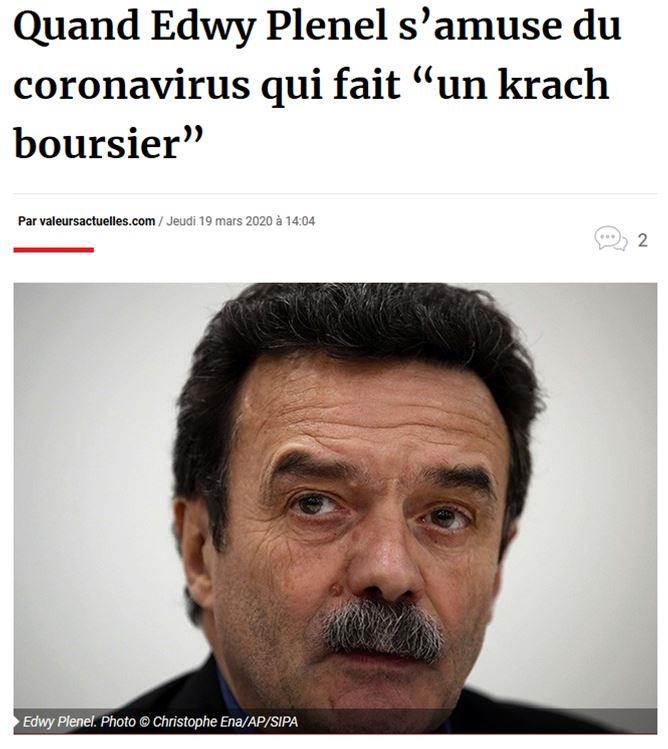 Quand Edwy Plenel s’amuse du
coronavirus qui fait “un krach
boursier”
Par valeursactuelles.com / Jeudi 19 mars 2020 à 14:04
2
Edwy Plenel. Photo © Christophe Ena/AP/SIPA